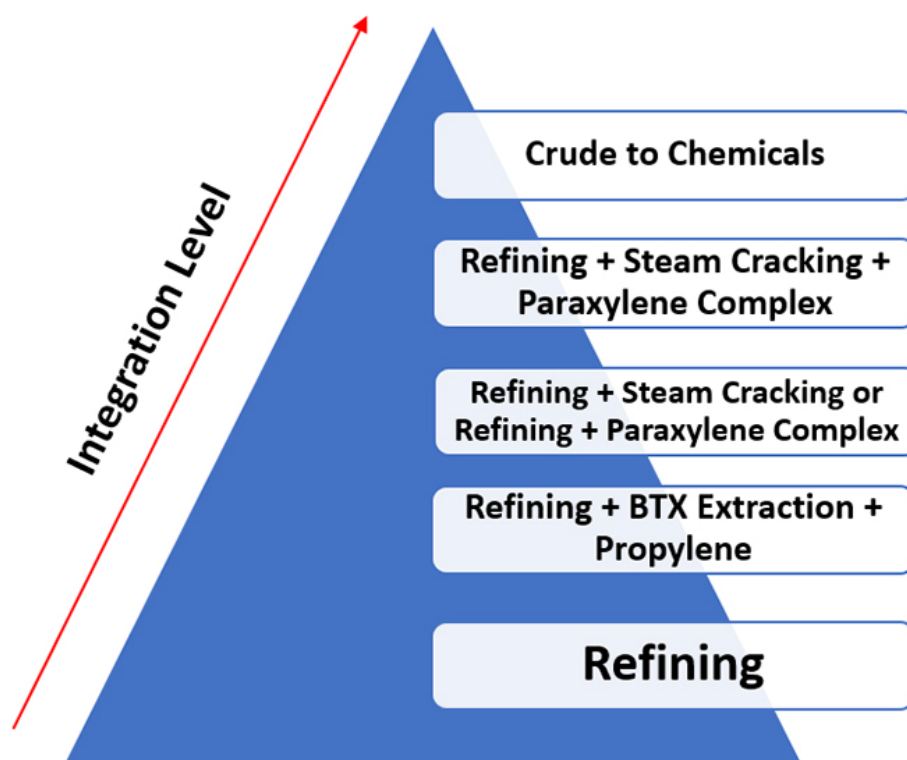 Integration Level
Crude to Chemicals
Refining + Steam Cracking +
Paraxylene Complex
Refining + Steam Cracking or
Refining + Paraxylene Complex
Refining + BTX Extraction +
Propylene
Refining